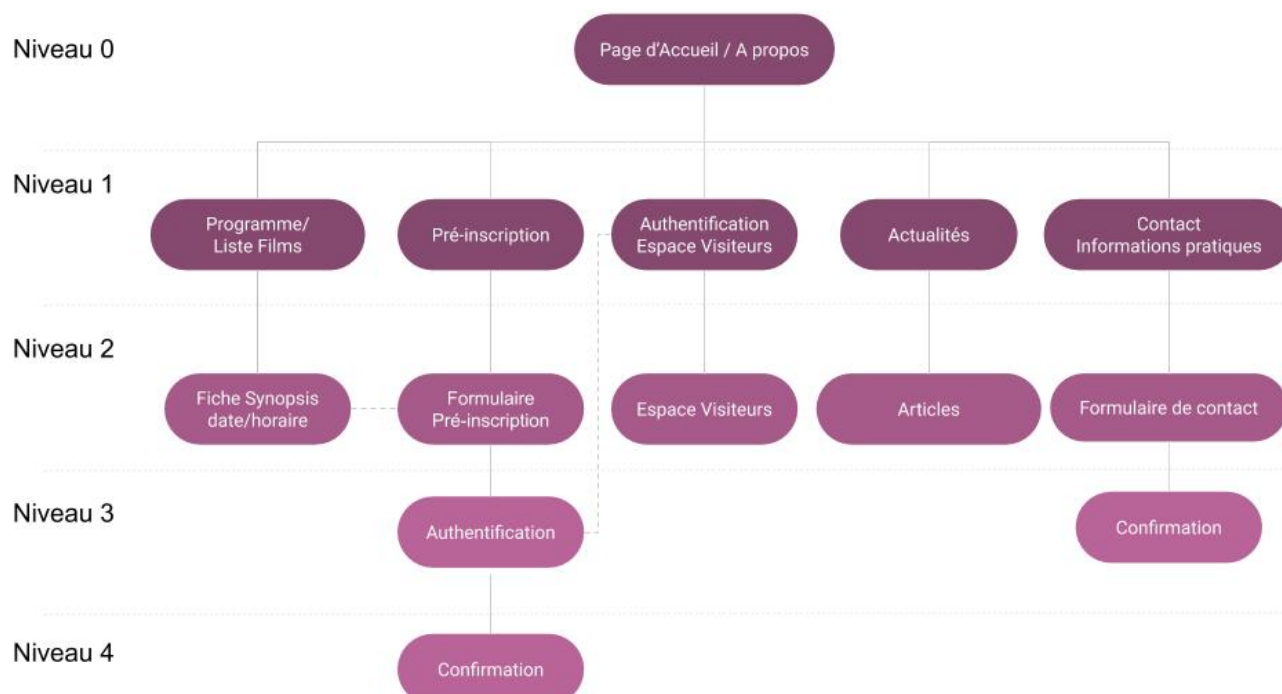 Niveau 0
Page d'Accueil / A propos
Niveau 1
Programme/
Liste Films
Pré-inscription
Authentification
Espace Visiteurs
Actualités
Contact
Informations pratiques
Niveau 2
Fiche Synopsis
date/horaire
Formulaire
Pré-inscription
Espace Visiteurs
Articles
Formulaire de contact
Niveau 3
Authentification
Confirmation
Niveau 4
Confirmation